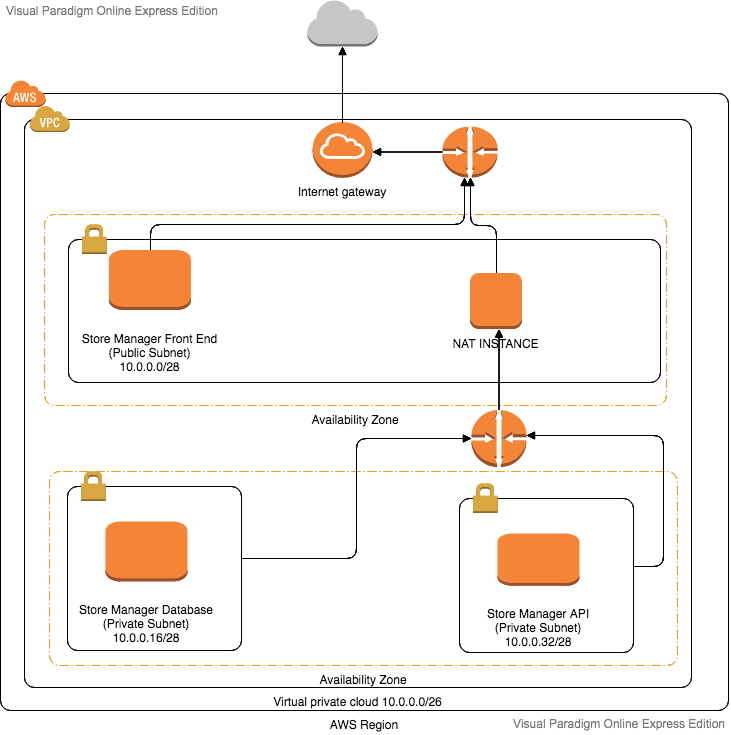 Visual Paradigm Online Express Edition
AWS
VPC
Internet gateway
Store Manager Front End
(Public Subnet)
10.0.0.0/28
NAT INSTANCE
Availability Zone
Store Manager Database
(Private Subnet)
10.0.0.16/28
Store Manager API
(Private Subnet)
10.0.0.32/28
Availability Zone
Virtual private cloud 10.0.0.0/26
AWS Region
Visual Paradigm Online Express Edition